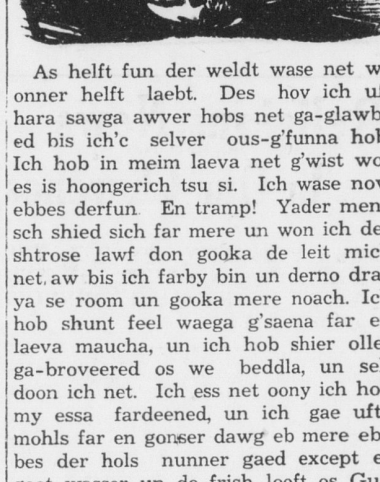 As helft fun der weldt wase net w
onner helft laebt. Des hov ich u
hara sawga awver hobs net ga-glawb
ed bis ich'c selver ous-g'funna hob
Ich hob in meim laeva net g'wist wo
es is hoongerich tsu si. Ich wase nov
ebbes derfun. En tramp! Yader men
sch shied sich far mere un won ich de
shtrose lawf don gooka de leit mic
net, aw bis ich farby bin un derno dra
ya se room un gooka mere noach. Ic
hob shunt feel waega g'saena far e
laeva maucha, un ich hob shier olle
ga-broveered os we beddla, un se
doon ich net. Ich ess net oony ich ho
my essa fardeened, un ich gae uft
mohls far en gonser dawg eb mere eb
bes der hols nunner gaed except e
un de frish looft os Gu